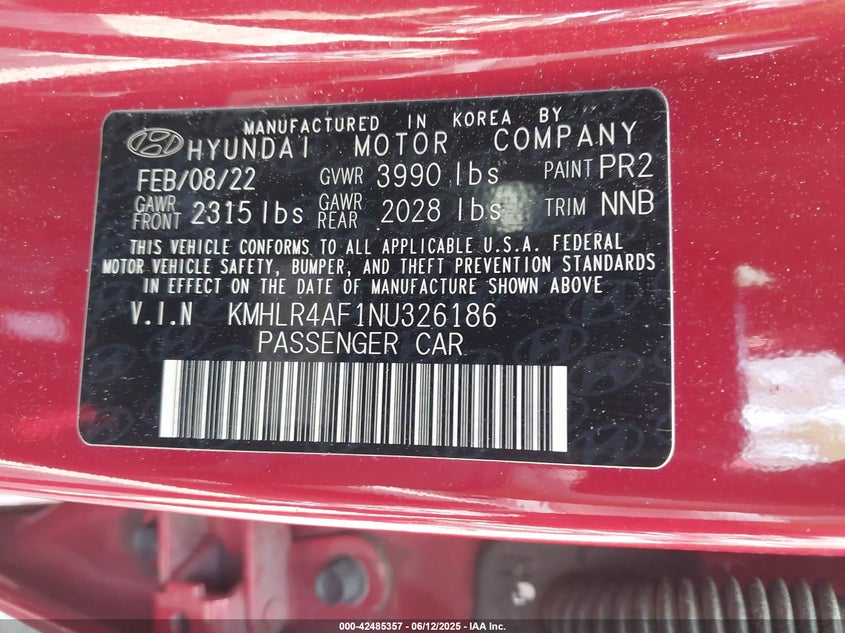 MANUFACTURED IN KOREA BY
HYUNDAI MOTOR COMPANY
FEB/08/22 GVWR 3990 lbs PAINT PR2
GAWR FRONT 2315 lbs GAWR REAR 2028 lbs TRIM NNB
THIS VEHICLE CONFORMS TO ALL APPLICABLE U.S.A. FEDERAL
MOTOR VEHICLE SAFETY, BUMPER, AND THEFT PREVENTION STANDARDS
IN EFFECT ON THE DATE OF MANUFACTURE SHOWN ABOVE
V.I.N KMHLR4AF1NU326186
PASSENGER CAR
000-42485357 - 06/12/2025 - IAA Inc.